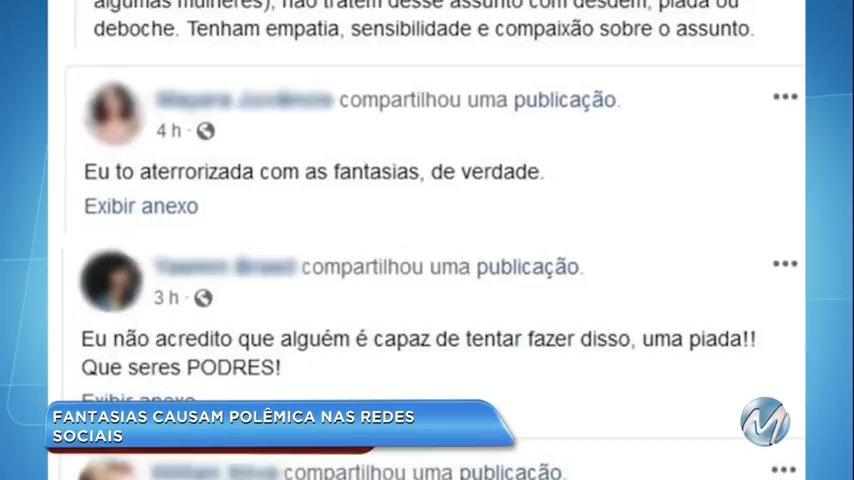 algumas mulheres), não tratem desse assunto com desdém, piada ou
deboche. Tenham empatia, sensibilidade e compaixão sobre o assunto.
compartilhou uma publicação.
4 h
Eu to aterrorizada com as fantasias, de verdade.
Exibir anexo
compartilhou uma publicação.
3 h
Eu não acredito que alguém é capaz de tentar fazer disso, uma piada!!
Que seres PODRES!
Exibir anexo
FANTASIAS CAUSAM POLÊMICA NAS REDES
SOCIAIS
M
compartilhou uma publicação.